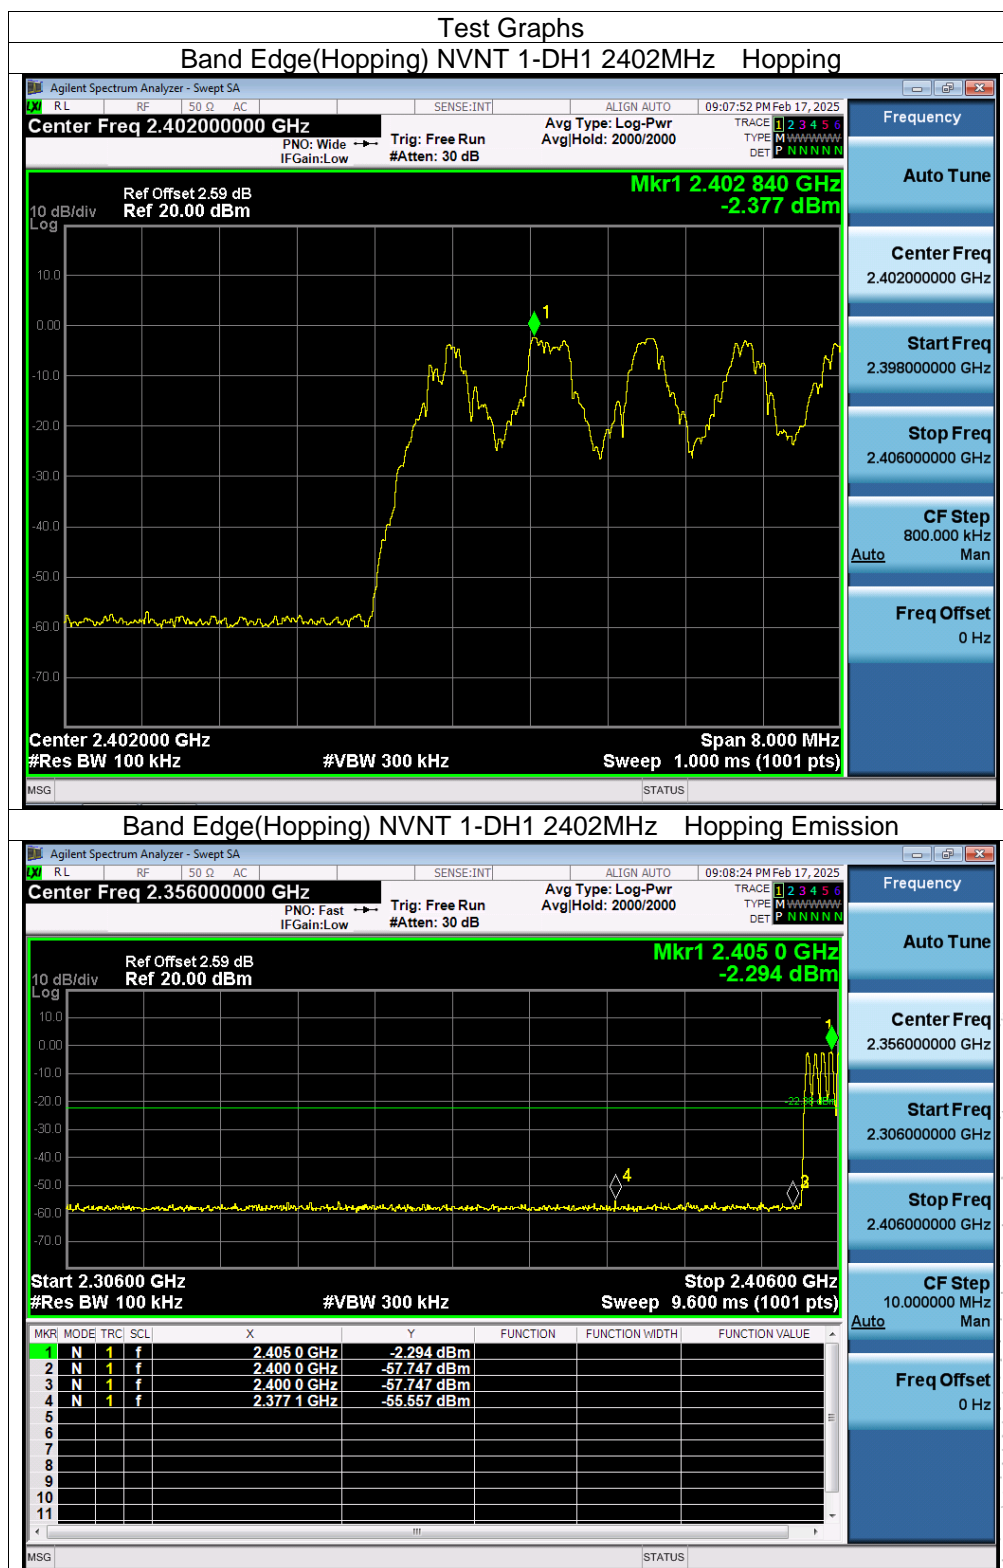 Test Graphs
Band Edge(Hopping) NVNT 1-DH1 2402MHz Hopping
Agilent Spectrum Analyzer - Swept SA
LXI RL RF 50 Ω AC SENSE:INT ALIGN AUTO 09:07:52 PM Feb 17, 2025
Center Freq 2.402000000 GHz
PNO: Wide
IFGain:Low
Trig: Free Run
#Atten: 30 dB
Avg Type: Log-Pwr
Avg|Hold: 2000/2000
TRACE 1 2 3 4 5 6
TYPE M WWWWW
DET P N N N N N
Frequency
Auto Tune
Center Freq
2.402000000 GHz
Start Freq
2.398000000 GHz
Stop Freq
2.406000000 GHz
CF Step
800.000 kHz
Auto Man
Freq Offset
0 Hz
Mkr1 2.402 840 GHz
-2.377 dBm
Ref Offset 2.59 dB
10 dB/div Ref 20.00 dBm
Log
1
10.0
0.00
-10.0
-20.0
-30.0
-40.0
-50.0
-60.0
-70.0
Center 2.402000 GHz Span 8.000 MHz
#Res BW 100 kHz #VBW 300 kHz Sweep 1.000 ms (1001 pts)
MSG STATUS
Band Edge(Hopping) NVNT 1-DH1 2402MHz Hopping Emission
Agilent Spectrum Analyzer - Swept SA
LXI RL RF 50 Ω AC SENSE:INT ALIGN AUTO 09:08:24 PM Feb 17, 2025
Center Freq 2.356000000 GHz
PNO: Fast
IFGain:Low
Trig: Free Run
#Atten: 30 dB
Avg Type: Log-Pwr
Avg|Hold: 2000/2000
TRACE 1 2 3 4 5 6
TYPE M WWWWW
DET P N N N N N
Frequency
Auto Tune
Center Freq
2.356000000 GHz
Start Freq
2.306000000 GHz
Stop Freq
2.406000000 GHz
CF Step
10.000000 MHz
Auto Man
Freq Offset
0 Hz
Mkr1 2.405 0 GHz
-2.294 dBm
Ref Offset 2.59 dB
10 dB/div Ref 20.00 dBm
Log
1
10.0
0.00
-10.0
-20.0
-30.0
-40.0
-50.0
-60.0
-70.0
4
Start 2.30600 GHz Stop 2.40600 GHz
#Res BW 100 kHz #VBW 300 kHz Sweep 9.600 ms (1001 pts)
MKR MODE TRC SCL X Y FUNCTION FUNCTION WIDTH FUNCTION VALUE
1 N 1 f 2.405 0 GHz -2.294 dBm
2 N 1 f 2.400 0 GHz -57.747 dBm
3 N 1 f 2.400 0 GHz -57.747 dBm
4 N 1 f 2.377 1 GHz -55.557 dBm
5
6
7
8
9
10
11
MSG STATUS